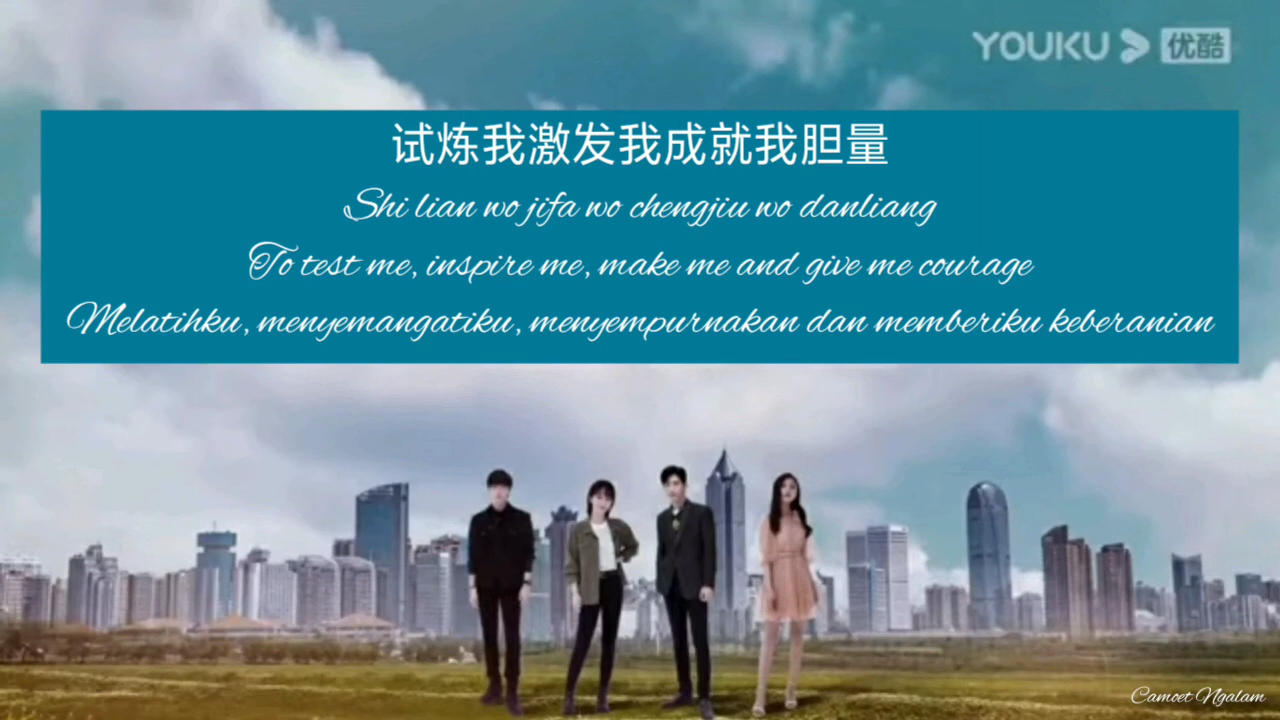 YOUKU 优酷
试炼我激发我成就我胆量
Shi lian wo jifa wo chengjiu wo danliang
To test me, inspire me, make me and give me courage
Melatihku, menyemangatiku, menyempurnakan dan memberiku keberanian
Camoet Ngalam